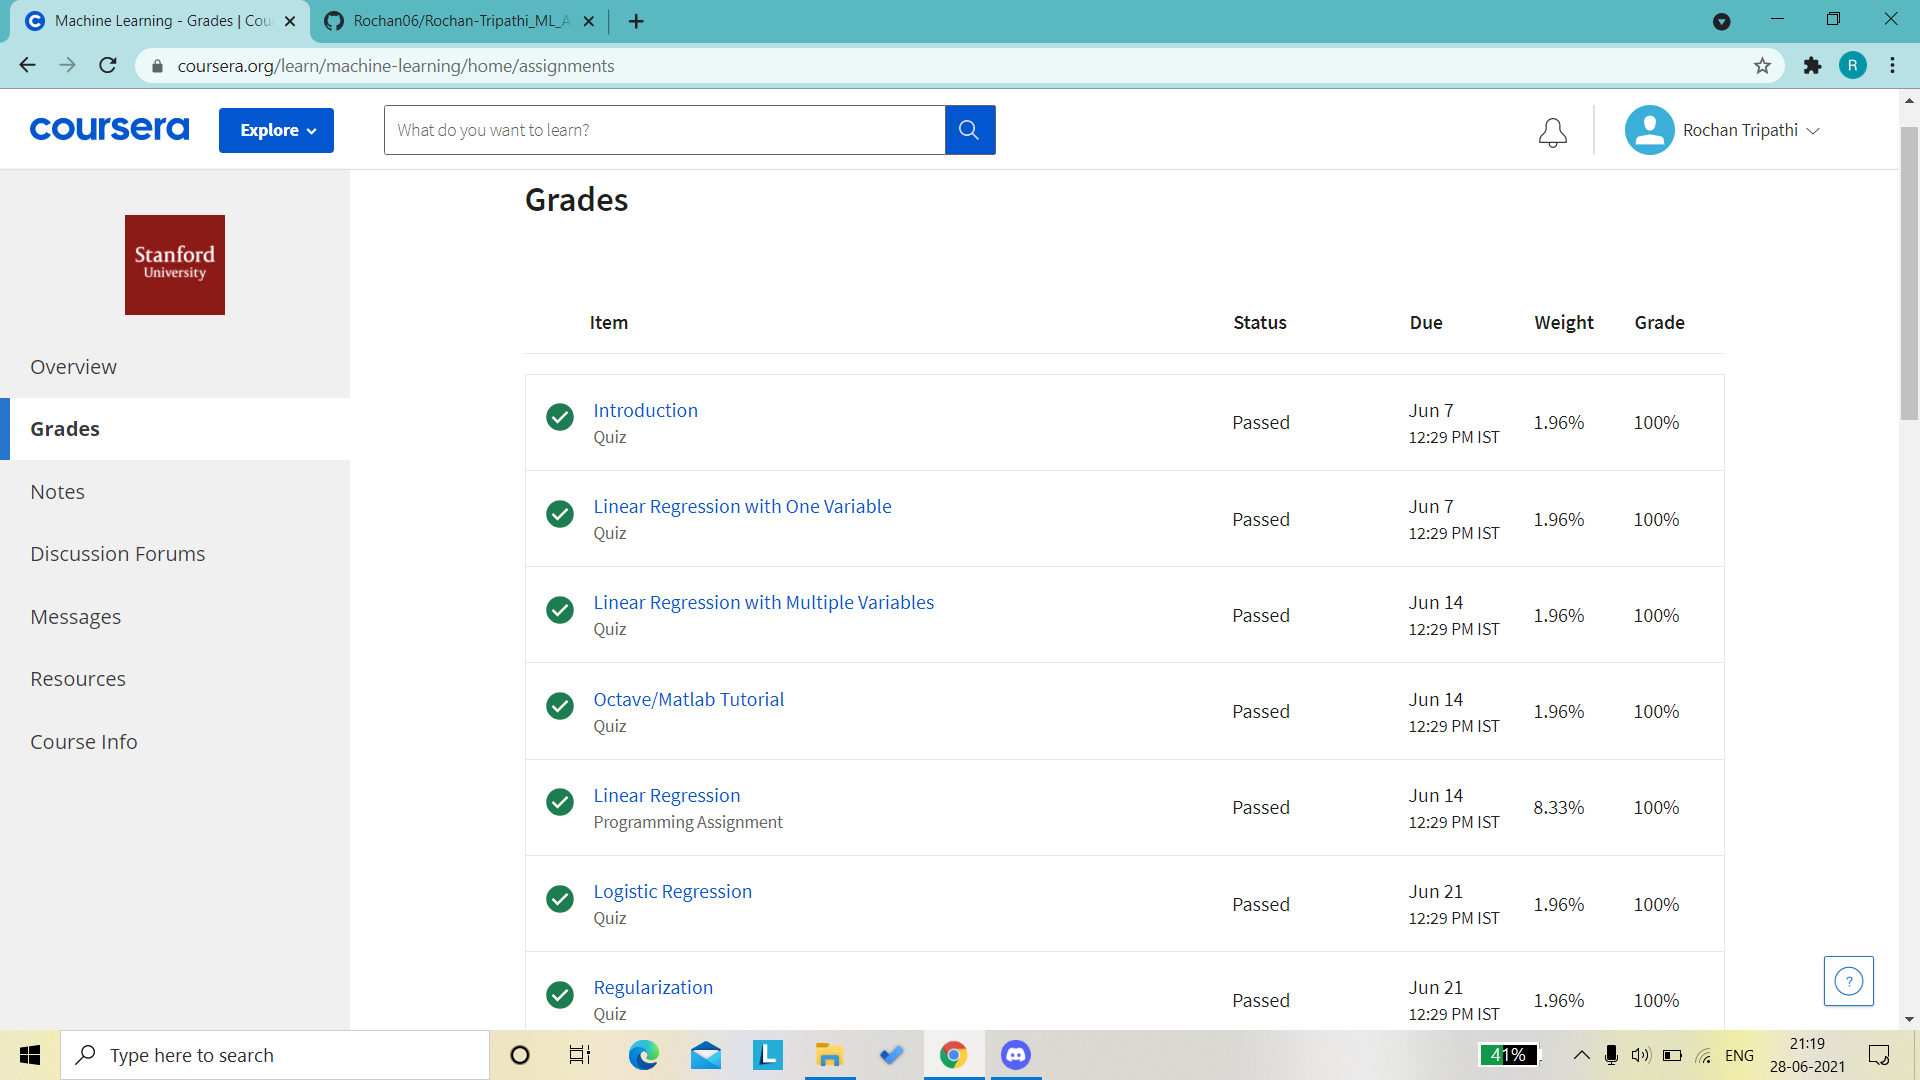 Machine Learning - Grades | Cou
Rochan06/Rochan-Tripathi_ML_A
coursera.org/learn/machine-learning/home/assignments
R
coursera
Explore
What do you want to learn?
Rochan Tripathi
Stanford
University
Overview
Grades
Notes
Discussion Forums
Messages
Resources
Course Info
Grades
Item Status Due Weight Grade
Introduction
Quiz
Passed
Jun 7
12:29 PM IST
1.96%
100%
Linear Regression with One Variable
Quiz
Passed
Jun 7
12:29 PM IST
1.96%
100%
Linear Regression with Multiple Variables
Quiz
Passed
Jun 14
12:29 PM IST
1.96%
100%
Octave/Matlab Tutorial
Quiz
Passed
Jun 14
12:29 PM IST
1.96%
100%
Linear Regression
Programming Assignment
Passed
Jun 14
12:29 PM IST
8.33%
100%
Logistic Regression
Quiz
Passed
Jun 21
12:29 PM IST
1.96%
100%
Regularization
Quiz
Passed
Jun 21
12:29 PM IST
1.96%
100%
?
Type here to search
L
41%
ENG
21:19
28-06-2021